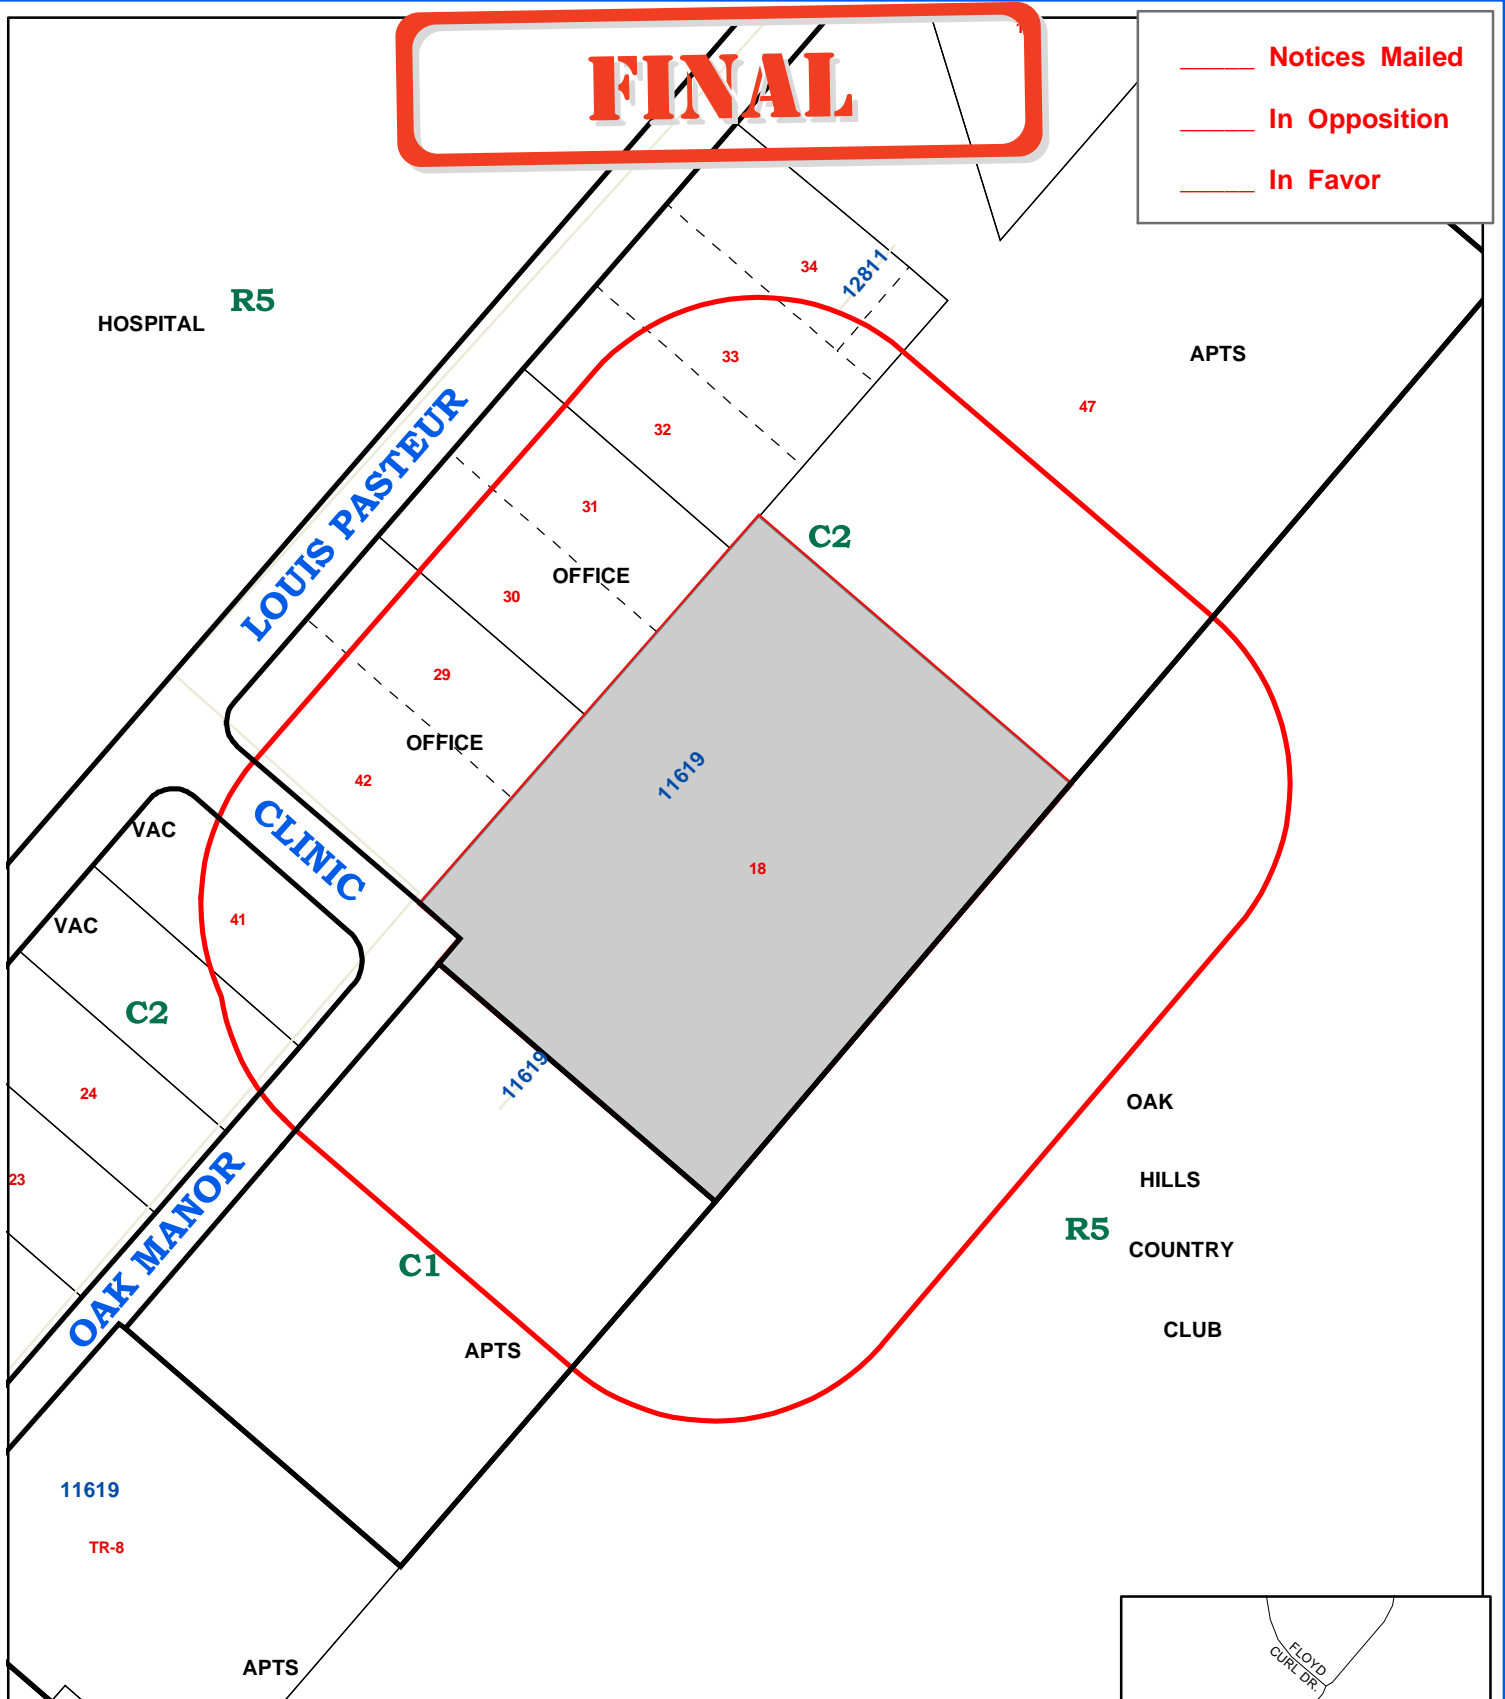 FINAL
_____ Notices Mailed
_____ In Opposition
_____ In Favor
34
12811
R5
HOSPITAL
33
APTS
47
32
LOUIS PASTEUR
31
C2
OFFICE
30
29
OFFICE
11619
42
VAC
CLINIC
18
VAC
41
C2
11619
24
OAK
23
HILLS
OAK MANOR
R5
COUNTRY
C1
CLUB
APTS
11619
TR-8
APTS
FLOYD
CURL DR.